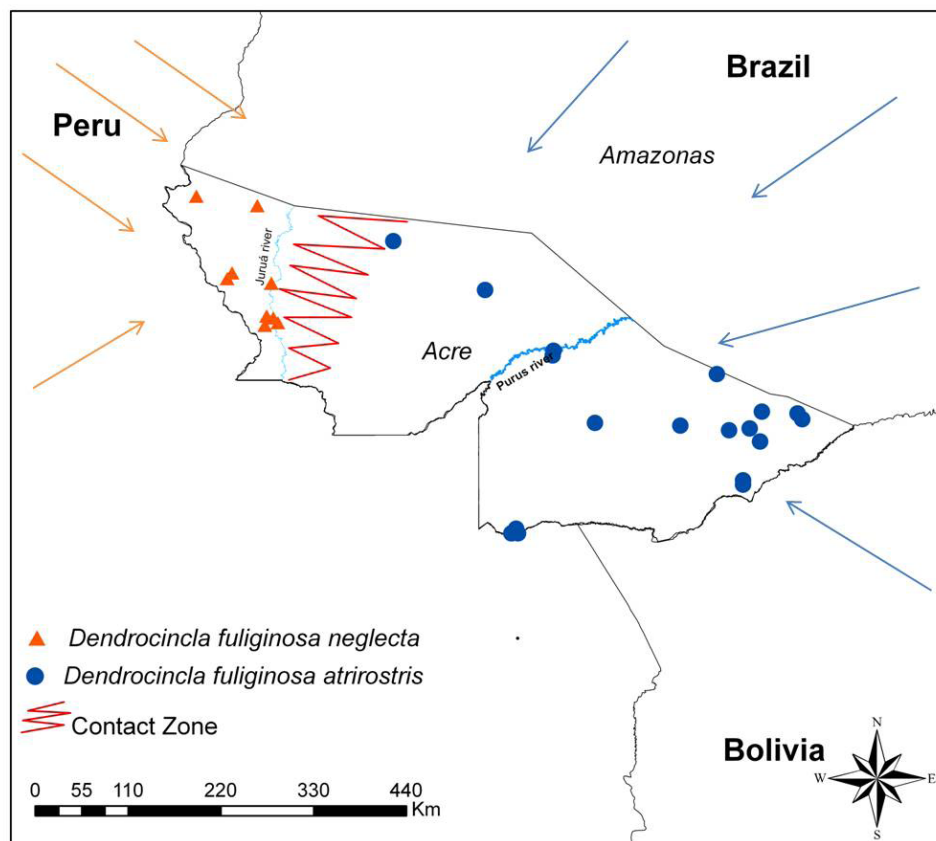 Brazil
Peru
Amazonas
Juruá river
Acre
Purus river
Dendrocincla fuliginosa neglecta
Dendrocincla fuliginosa atrirostris
Contact Zone
Bolivia
N
W E
S
0 55 110 220 330 440
Km